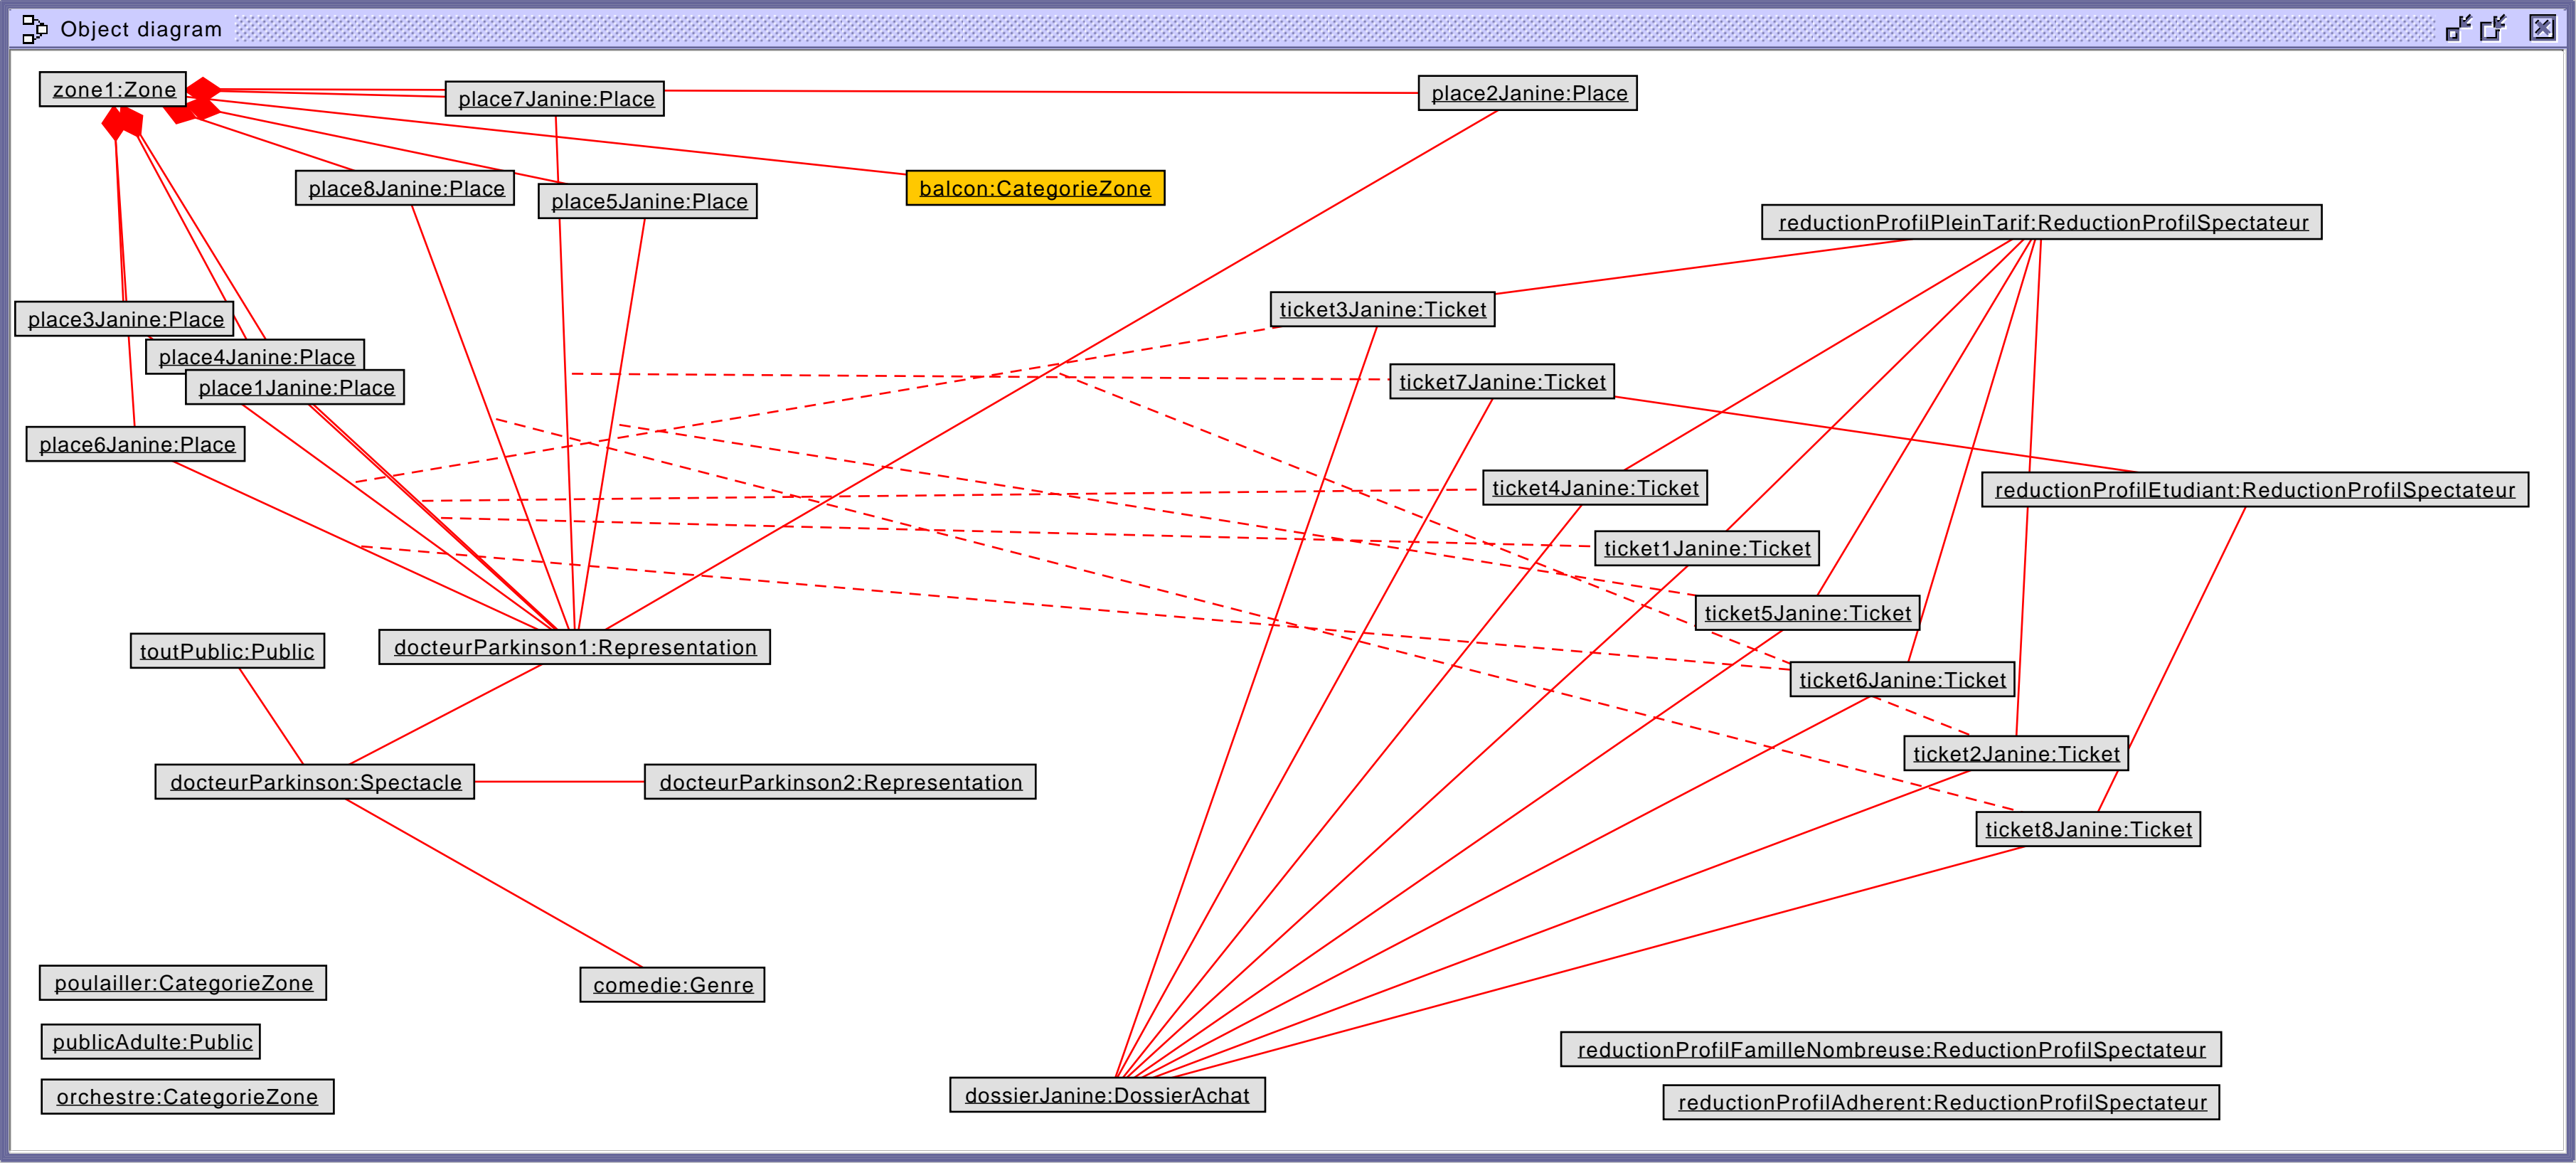 Object diagram
zone1:Zone
place7Janine:Place
place2Janine:Place
place8Janine:Place
place5Janine:Place
balcon:CategorieZone
reductionProfilPleinTarif:ReductionProfilSpectateur
place3Janine:Place
ticket3Janine:Ticket
place4Janine:Place
place1Janine:Place
ticket7Janine:Ticket
place6Janine:Place
ticket4Janine:Ticket
reductionProfilEtudiant:ReductionProfilSpectateur
ticket1Janine:Ticket
ticket5Janine:Ticket
toutPublic:Public
docteurParkinson1:Representation
ticket6Janine:Ticket
ticket2Janine:Ticket
docteurParkinson:Spectacle
docteurParkinson2:Representation
ticket8Janine:Ticket
poulailler:CategorieZone
comedie:Genre
publicAdulte:Public
reductionProfilFamilleNombreuse:ReductionProfilSpectateur
orchestre:CategorieZone
dossierJanine:DossierAchat
reductionProfilAdherent:ReductionProfilSpectateur